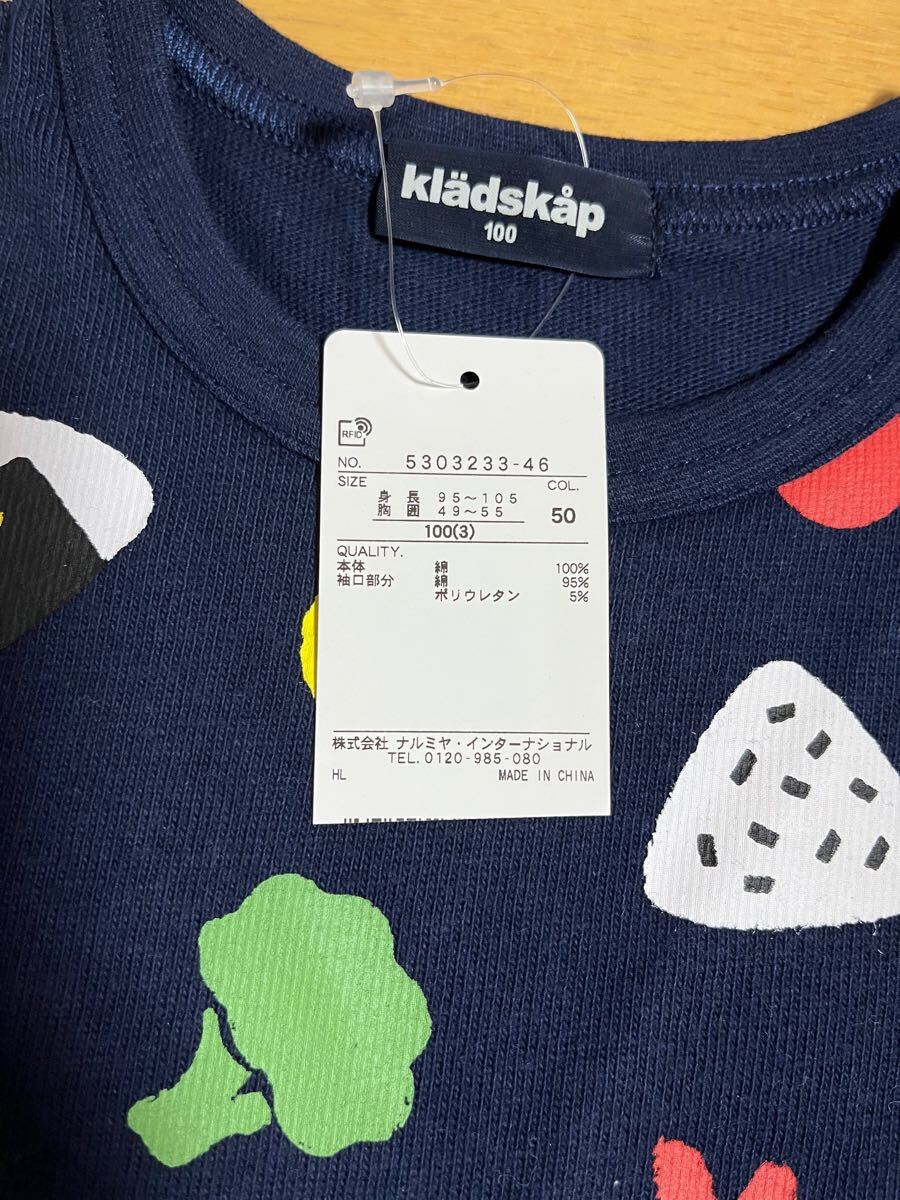 klädskåp
100
RFID
NO. 5303233-46
SIZE COL.
身長 95～105
胸囲 49～55 50
100(3)
QUALITY.
本体 綿 100%
袖口部分 綿 95%
ポリウレタン 5%
株式会社 ナルミヤ・インターナショナル
TEL. 0120-985-080
HL MADE IN CHINA